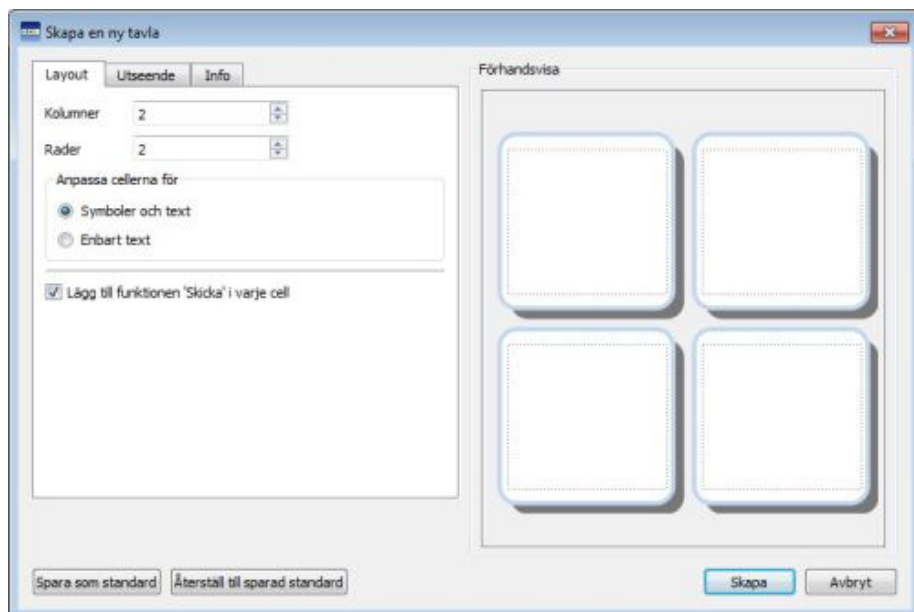 Skapa en ny tavla
Layout
Utseende
Info
Kolumner
2
Rader
2
Anpassa cellerna för
Symboler och text
Enbart text
Lägg till funktionen 'Skicka' i varje cell
Förhandsvisa
Spara som standard
Återställ till sparad standard
Skapa
Avbryt